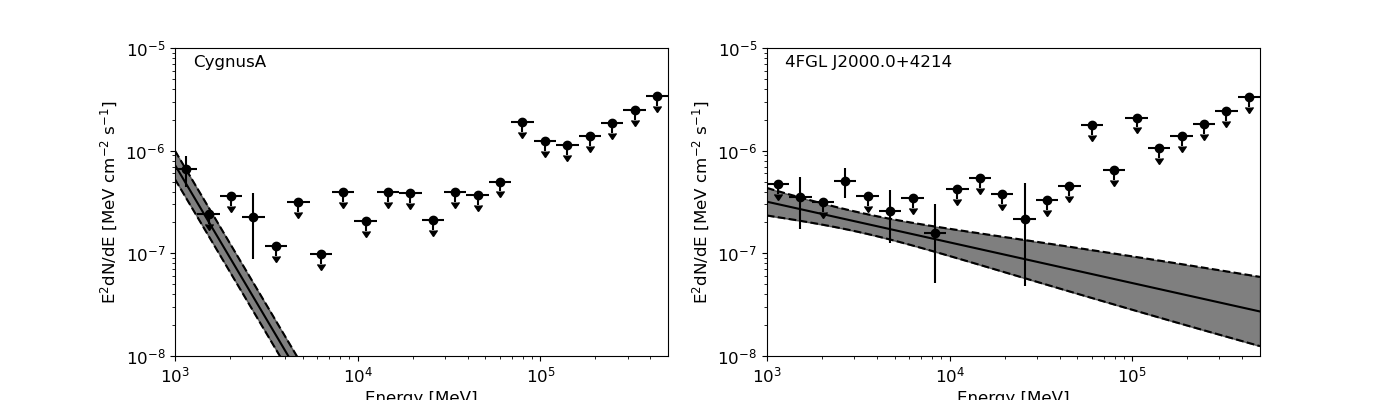 CygnusA
E²dN/dE [MeV cm⁻² s⁻¹]
10⁻⁵
10⁻⁶
10⁻⁷
10⁻⁸
10³
10⁴
10⁵
Energy [MeV]
4FGL J2000.0+4214
E²dN/dE [MeV cm⁻² s⁻¹]
10⁻⁵
10⁻⁶
10⁻⁷
10⁻⁸
10³
10⁴
10⁵
Energy [MeV]